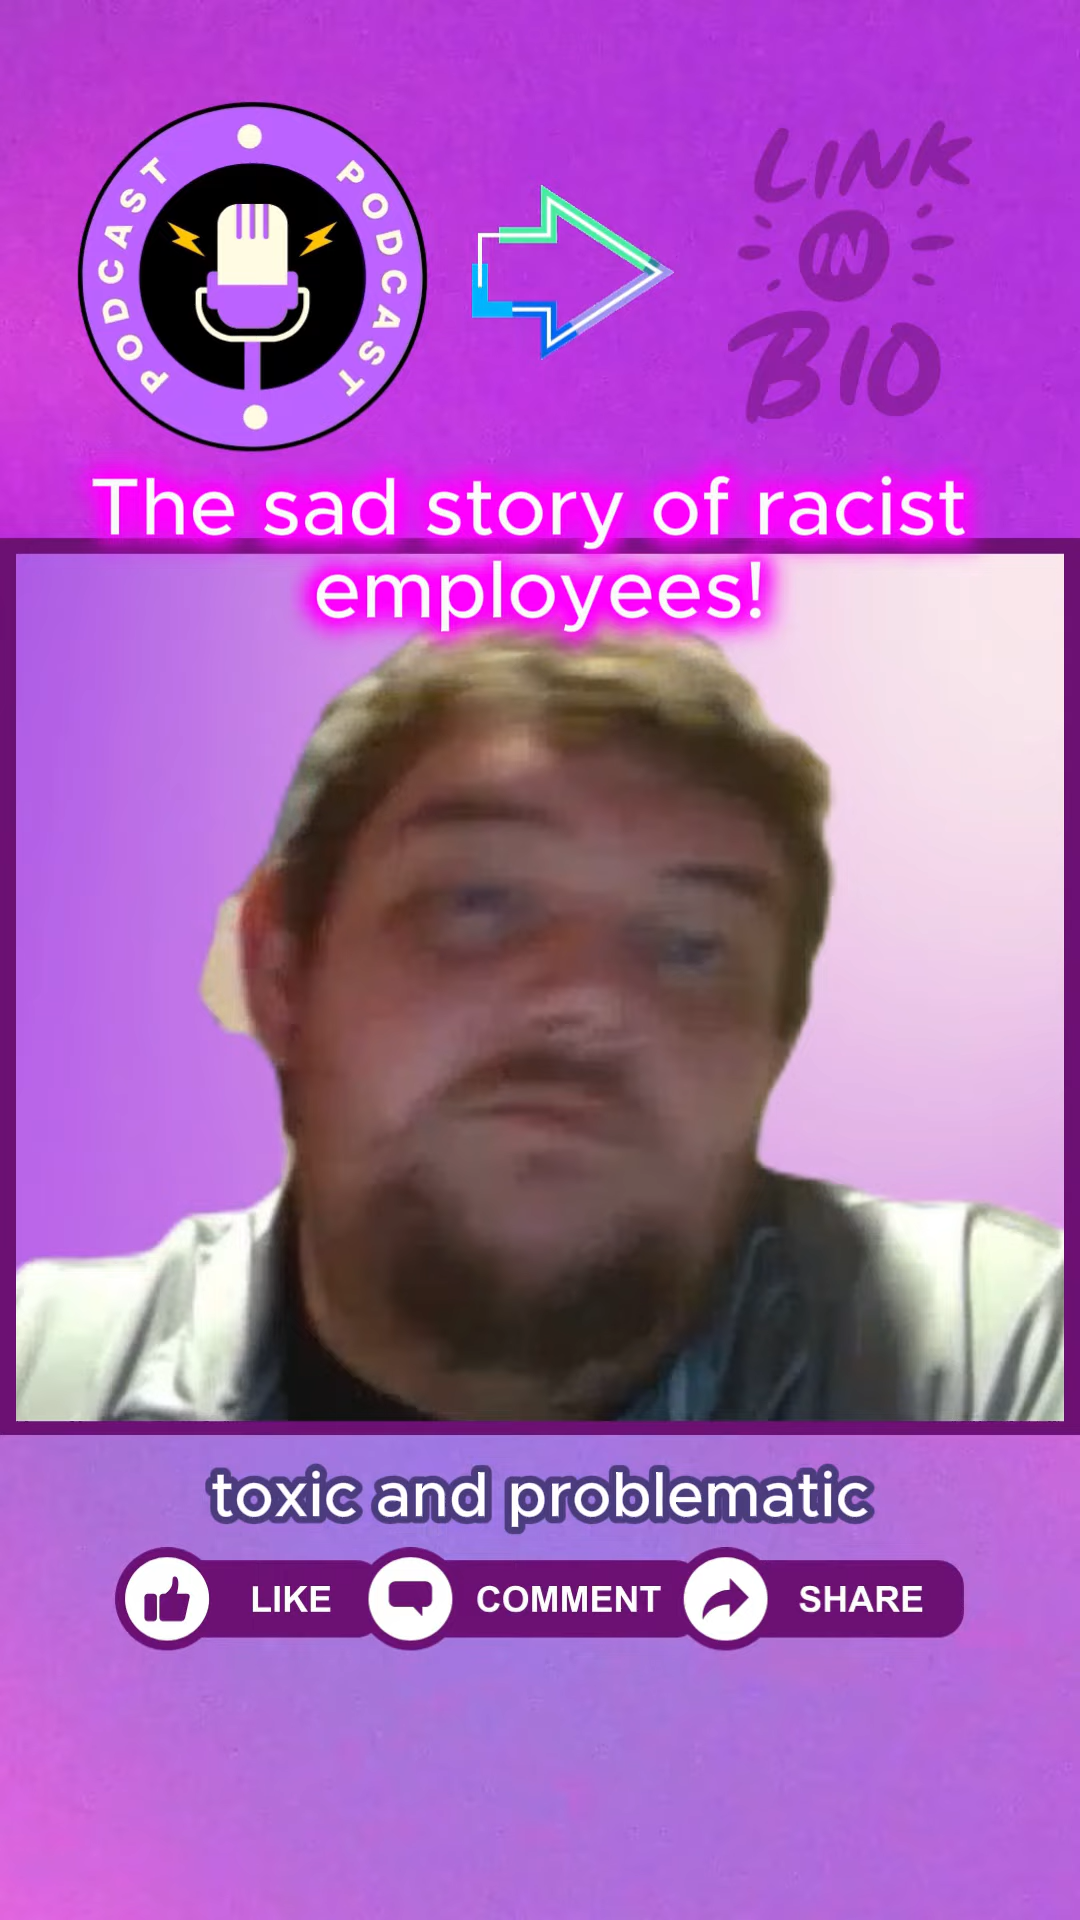 PODCAST PODCAST
LINK
IN
BIO
The sad story of racist
employees!
toxic and problematic
LIKE COMMENT SHARE